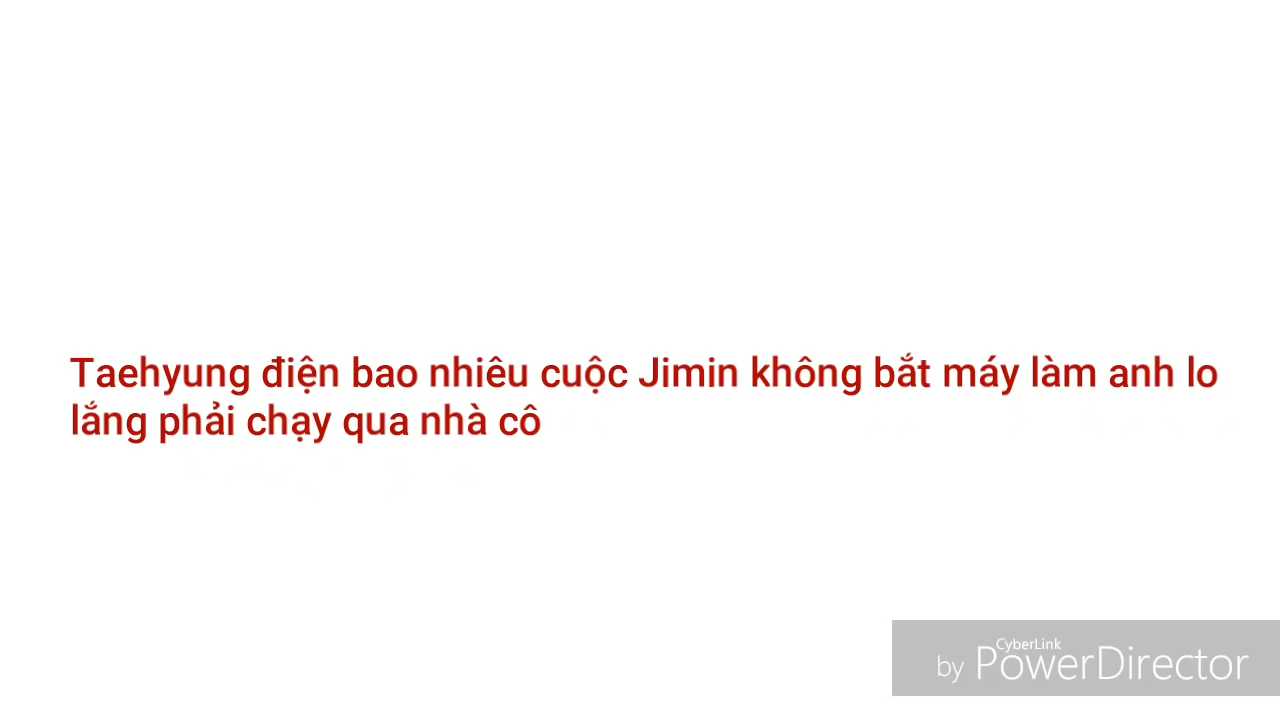 Taehyung điện bao nhiêu cuộc Jimin không bắt máy làm anh lo
lắng phải chạy qua nhà cô
CyberLink
by PowerDirector